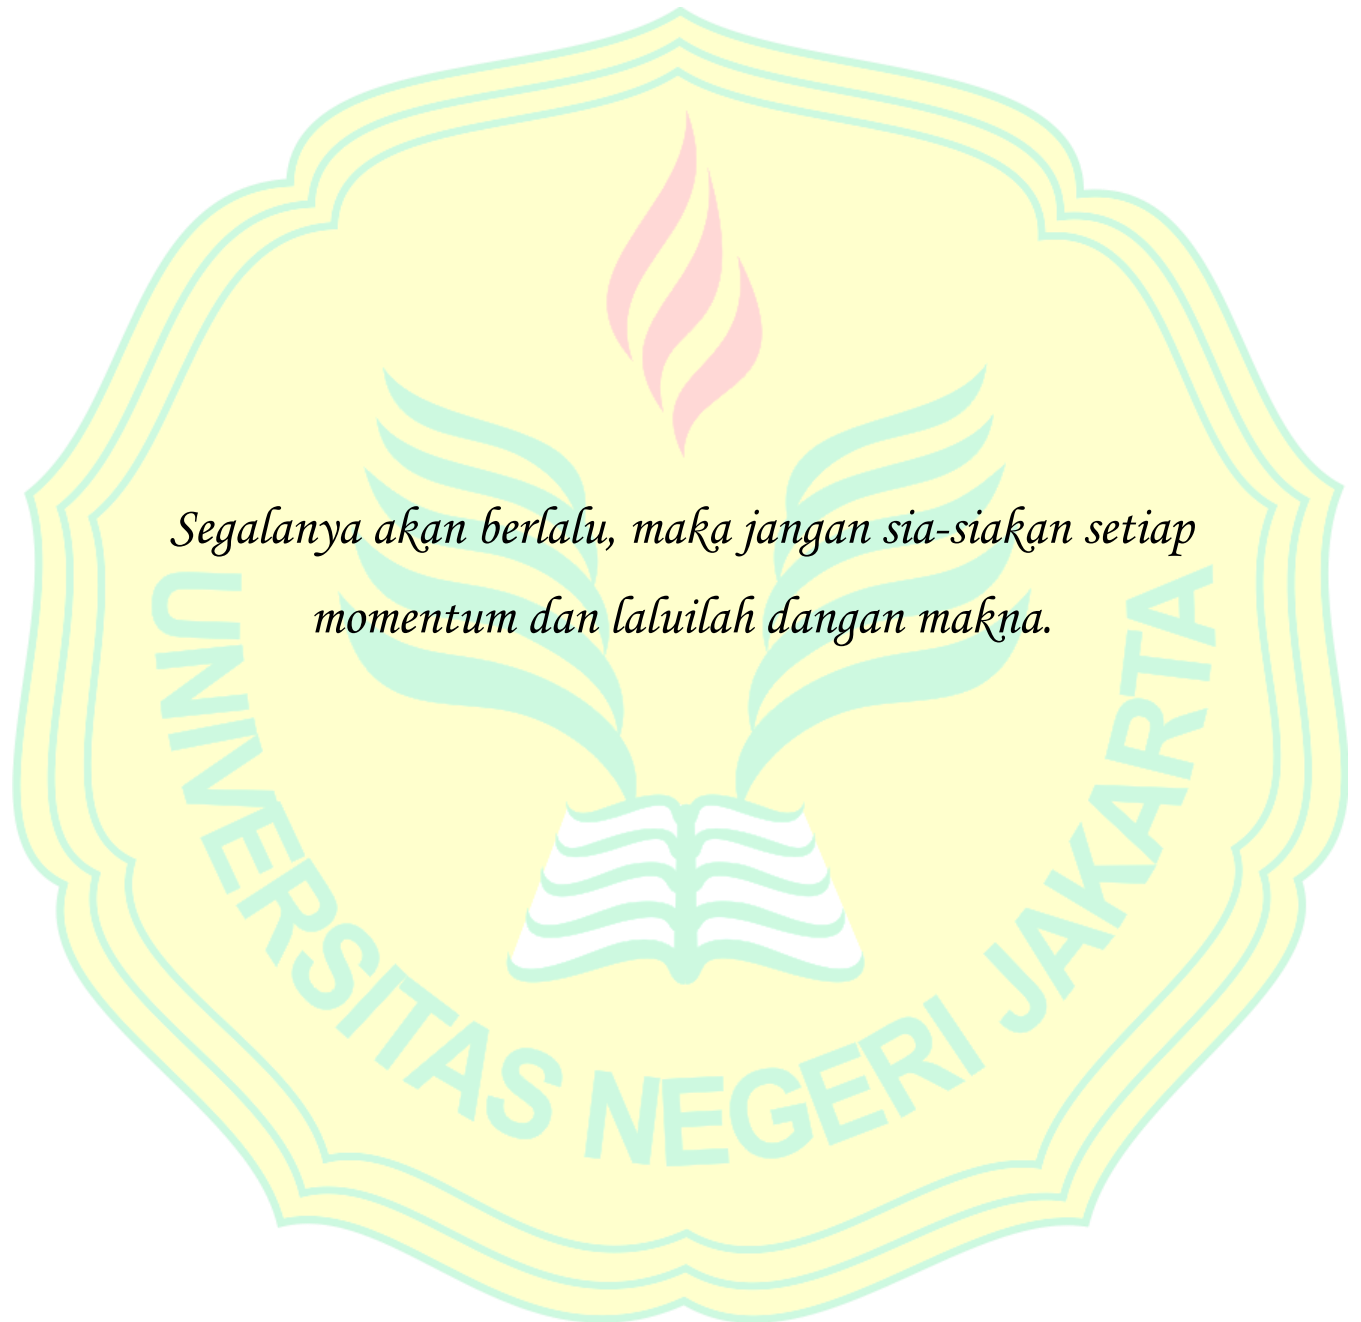 Segalanya akan berlalu, maka jangan sia-siakan setiap
momentum dan laluilah dangan makna.
UNIVERSITAS NEGERI JAKARTA